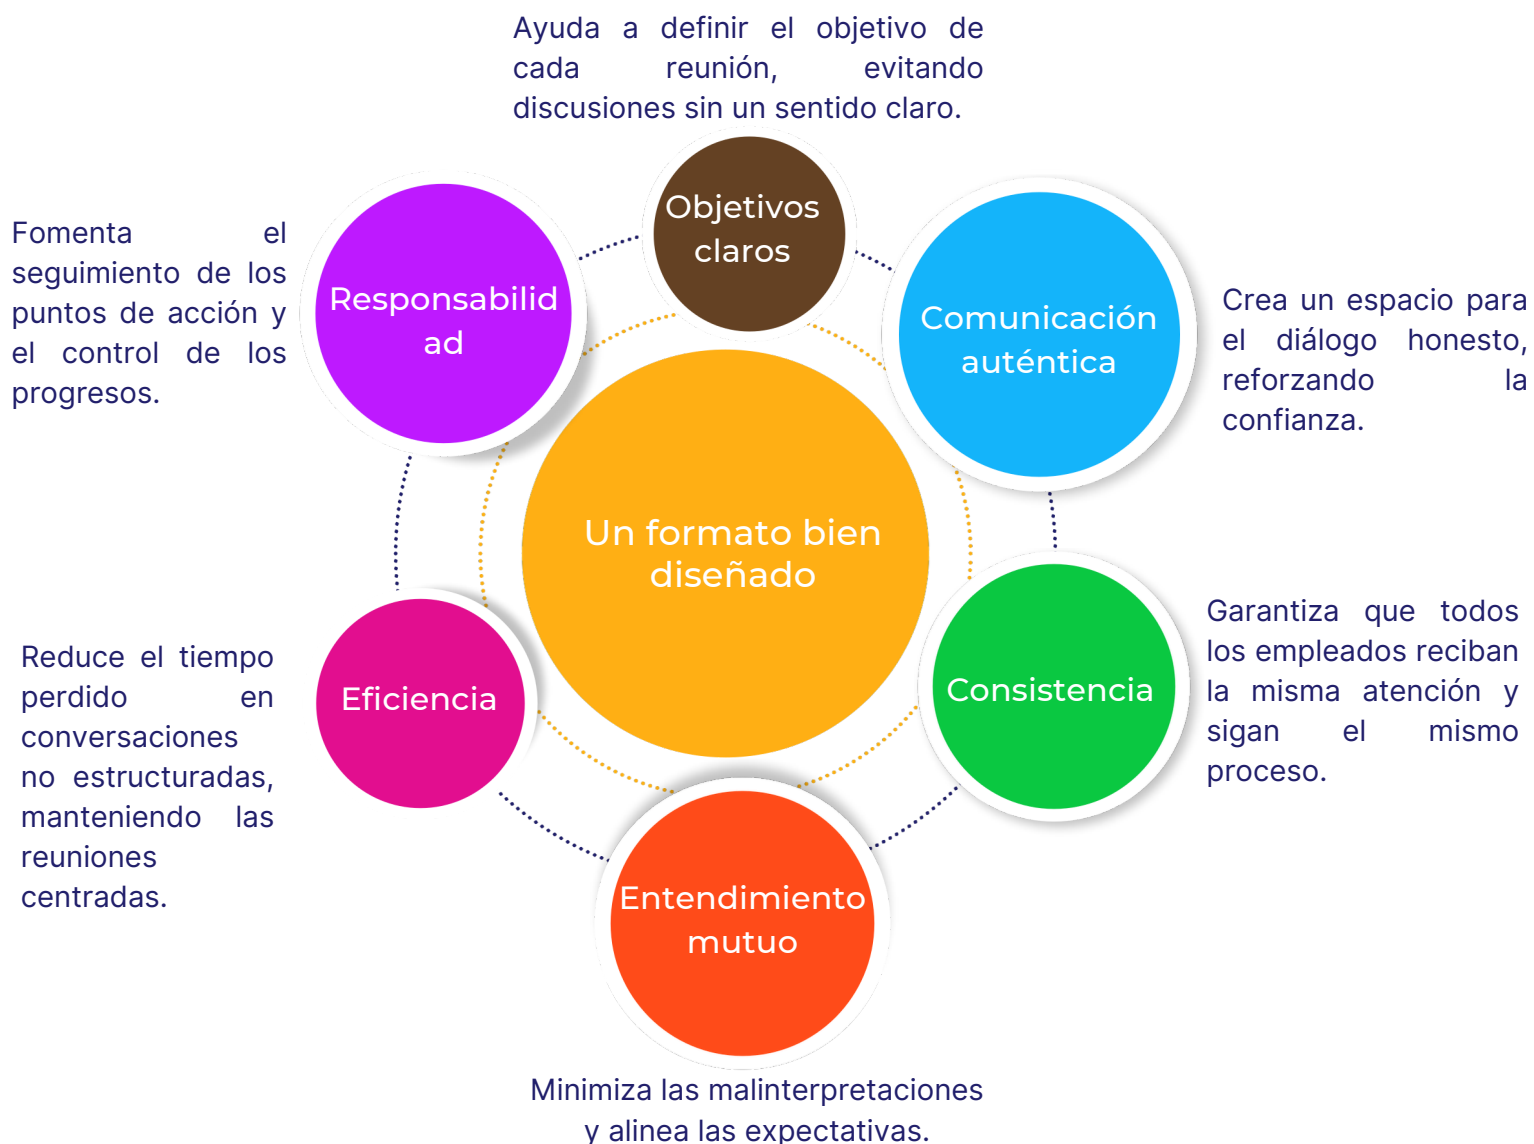 Ayuda a definir el objetivo de
cada reunión, evitando
discusiones sin un sentido claro.
Objetivos
claros
Comunicación
auténtica
Crea un espacio para
el diálogo honesto,
reforzando la
confianza.
Consistencia
Garantiza que todos
los empleados reciban
la misma atención y
sigan el mismo
proceso.
Entendimiento
mutuo
Minimiza las malinterpretaciones
y alinea las expectativas.
Eficiencia
Reduce el tiempo
perdido en
conversaciones
no estructuradas,
manteniendo las
reuniones
centradas.
Responsabilid
ad
Fomenta el
seguimiento de los
puntos de acción y
el control de los
progresos.
Un formato bien
diseñado